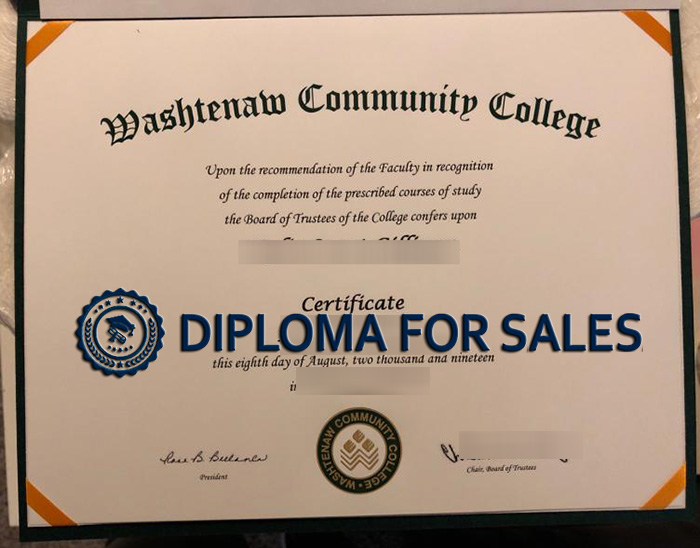 Washtenaw Community College
Upon the recommendation of the Faculty in recognition
of the completion of the prescribed courses of study
the Board of Trustees of the College confers upon
Certificate
DIPLOMA FOR SALES
this eighth day of August, two thousand and nineteen
President
WASHTENAW COMMUNITY COLLEGE
Chair, Board of Trustees